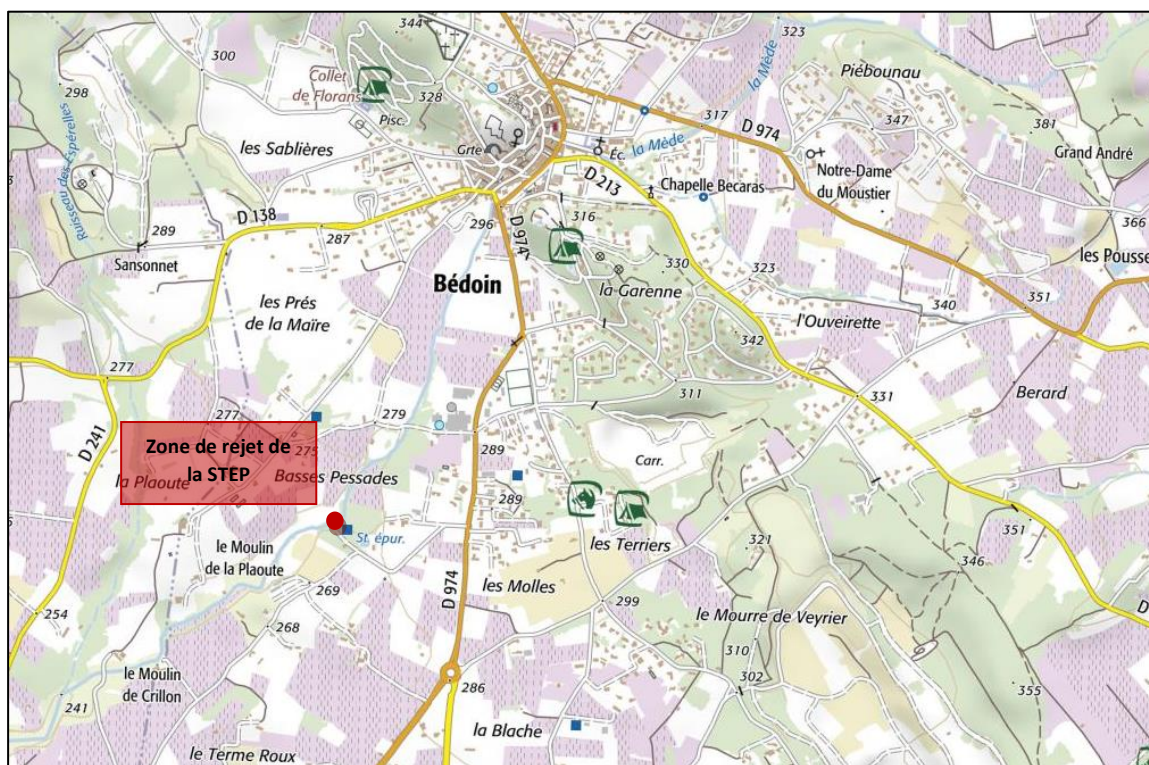 344
323
la Mède
Piébounau
300
298
Collet
de Florans
328
Pisc.
317
D 974
347
381
Ruisseau des Espérelles
les Sablières
Grte
Éc.
la Mède
Grand André
D 213
Chapelle Becaras
Notre-Dame
du Moustier
D 138
289
287
296
D 974
316
366
Sansonnet
330
323
les Pousse
Bédoin
la Garenne
340
351
les Prés
de la Maïre
l'Ouveirette
342
277
311
331
Berard
D 241
277
279
289
Zone de rejet de
la STEP
275
la Plaoute
Basses Pessades
Carr.
289
351
St. épur.
le Moulin
de la Plaoute
les Terriers
321
346
D
269
D 974
les Molles
299
le Mourre de Veyrier
254
268
310
le Moulin
de Crillon
302
286
355
241
la Blache
le Terme Roux